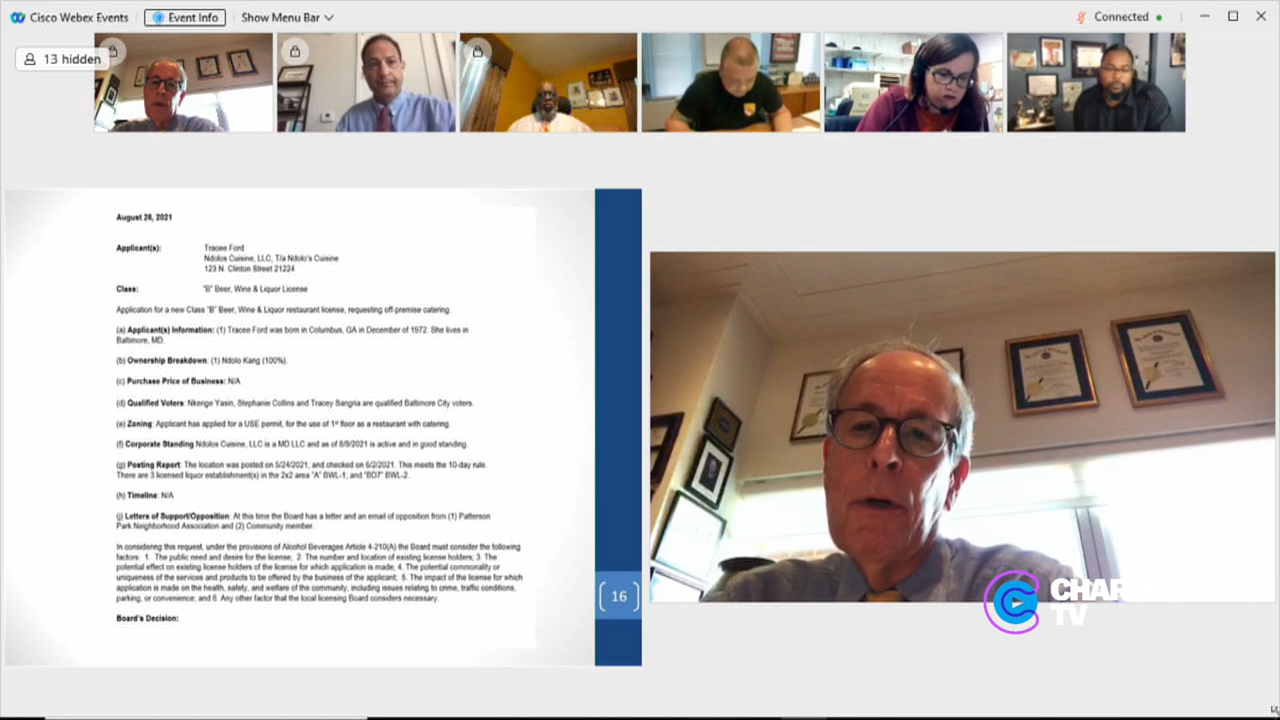 Cisco Webex Events
Event Info
Show Menu Bar
Connected
13 hidden
August 26, 2021
Applicant(s): Tracee Ford
Ndolos Cuisine, LLC, T/a Ndolo's Cuisine
123 N. Clinton Street 21224
Class: "B" Beer, Wine & Liquor License
Application for a new Class "B" Beer, Wine & Liquor restaurant license, requesting off-premise catering.
(a) Applicant(s) Information: (1) Tracee Ford was born in Columbus, GA in December of 1972. She lives in
Baltimore, MD.
(b) Ownership Breakdown: (1) Ndolo Kang (100%).
(c) Purchase Price of Business: N/A
(d) Qualified Voters: Nkenge Yasin, Stephanie Collins and Tracey Sangria are qualified Baltimore City voters.
(e) Zoning: Applicant has applied for a USE permit, for the use of 1st floor as a restaurant with catering.
(f) Corporate Standing Ndolos Cuisine, LLC is a MD LLC and as of 8/9/2021 is active and in good standing.
(g) Posting Report: The location was posted on 5/24/2021, and checked on 6/2/2021. This meets the 10-day rule.
There are 3 licensed liquor establishment(s) in the 2x2 area "A" BWL-1; and "BD7" BWL-2.
(h) Timeline: N/A
(j) Letters of Support/Opposition: At this time the Board has a letter and an email of opposition from (1) Patterson
Park Neighborhood Association and (2) Community member.
In considering this request, under the provisions of Alcohol Beverages Article 4-210(A) the Board must consider the following
factors: 1. The public need and desire for the license; 2. The number and location of existing license holders; 3. The
potential effect on existing license holders of the license for which application is made; 4. The potential commonality or
uniqueness of the services and products to be offered by the business of the applicant; 5. The impact of the license for which
application is made on the health, safety, and welfare of the community, including issues relating to crime, traffic conditions,
parking, or convenience; and 6. Any other factor that the local licensing Board considers necessary.
Board's Decision:
16
TV